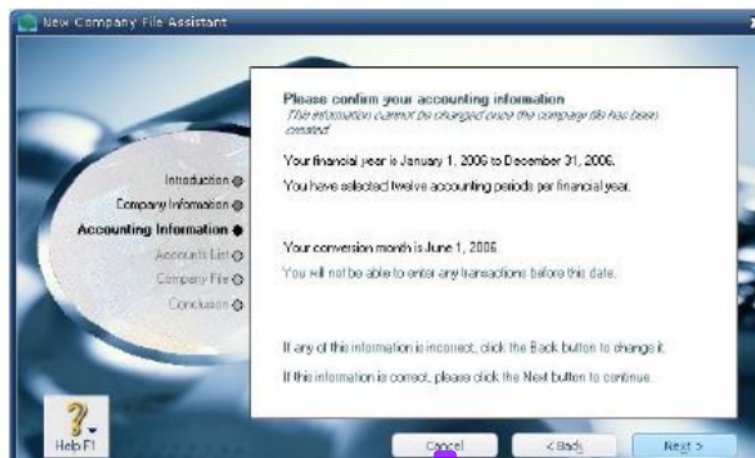 New Company File Assistant
Please confirm your accounting information
This information cannot be changed once the company file has been
created
Your financial year is January 1, 2006 to December 31, 2006.
You have selected twelve accounting periods per financial year.
Introduction
Company Information
Accounting Information
Accounts List
Company File
Conclusion
Your conversion month is June 1, 2006.
You will not be able to enter any transactions before this date.
If any of this information is incorrect, click the Back button to change it.
If this information is correct, please click the Next button to continue.
Help F1
Cancel
< Back
Next >